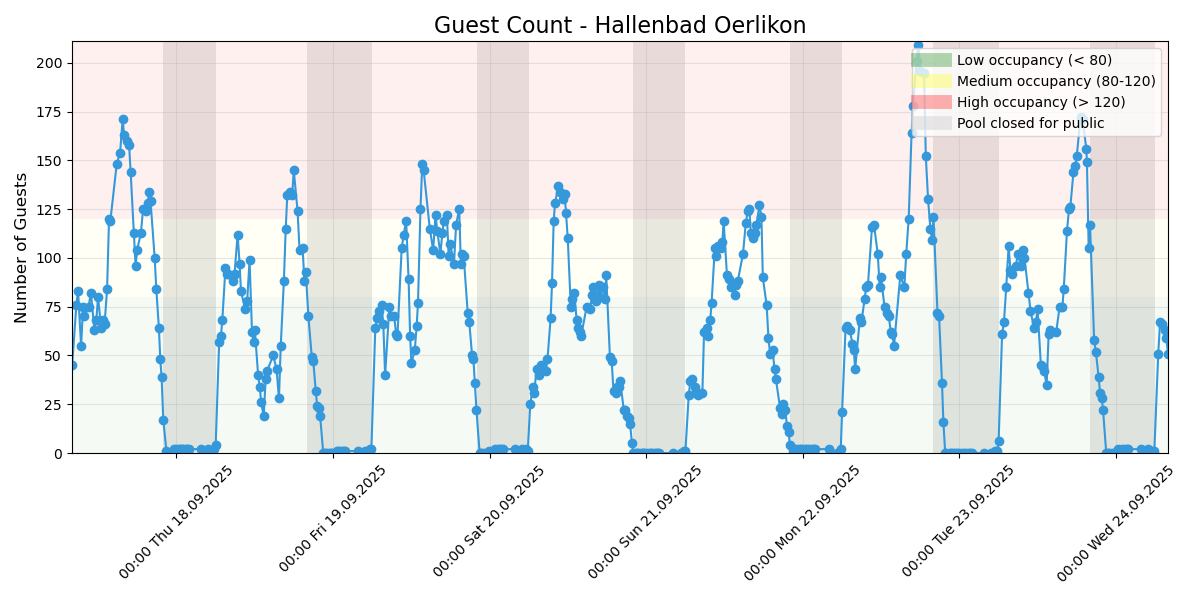 Guest Count - Hallenbad Oerlikon
Number of Guests
200
175
150
125
100
75
50
25
0
Low occupancy (< 80)
Medium occupancy (80-120)
High occupancy (> 120)
Pool closed for public
00:00 Thu 18.09.2025
00:00 Fri 19.09.2025
00:00 Sat 20.09.2025
00:00 Sun 21.09.2025
00:00 Mon 22.09.2025
00:00 Tue 23.09.2025
00:00 Wed 24.09.2025